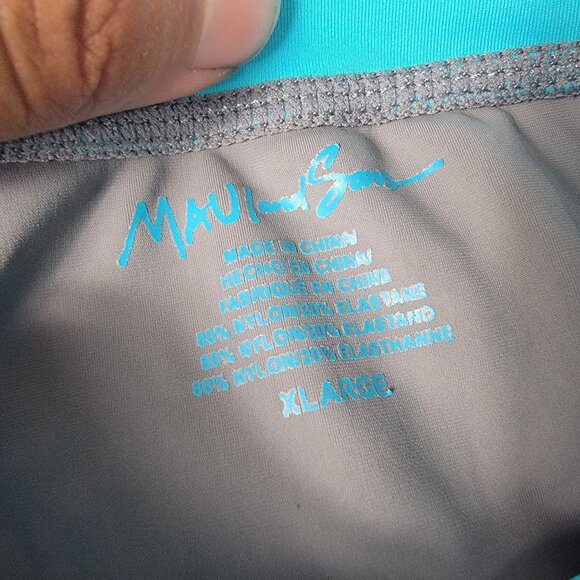 MAUI and Sons
MADE IN CHINA
HECHO EN CHINA
FABRIQUE EN CHINE
80% NYLON/20% ELASTANE
80% NYLON/20% ELASTANO
80% NYLON/20% ÉLASTHANNE
XLARGE